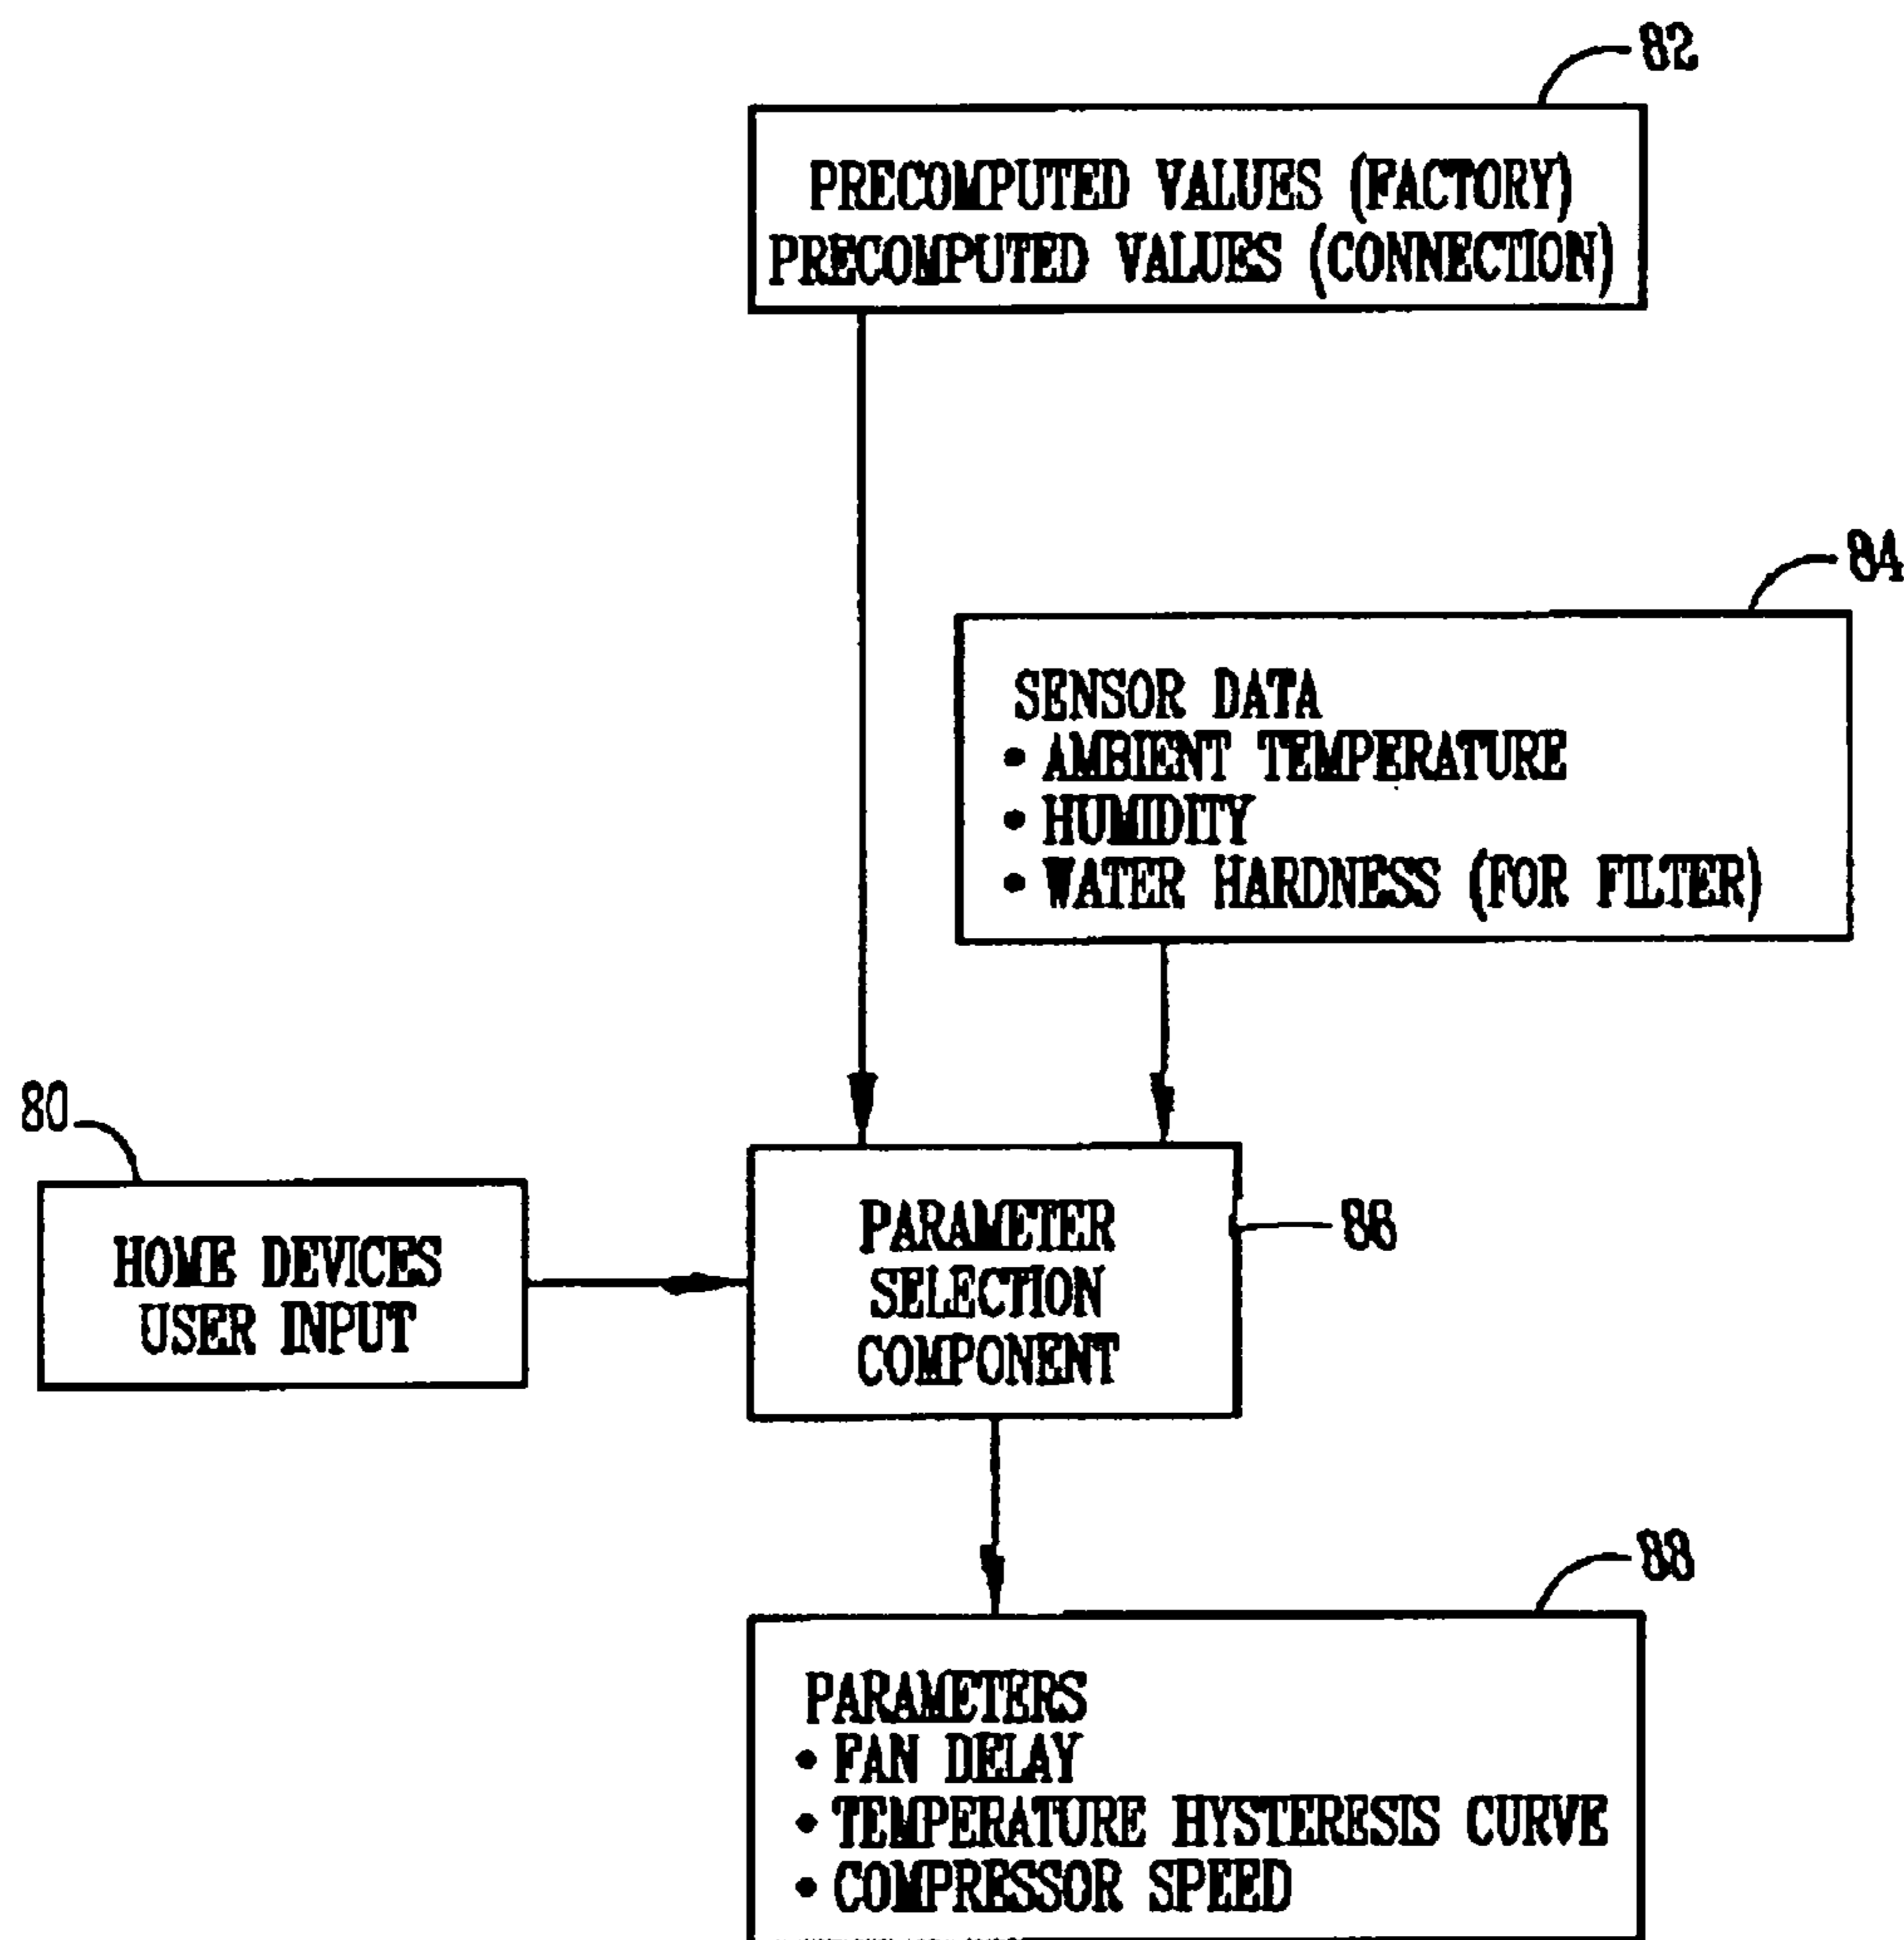 82
PRECOMPUTED VALUES (FACTORY)
PRECOMPUTED VALUES (CONNECTION)
84
SENSOR DATA
• AMBIENT TEMPERATURE
• HUMIDITY
• WATER HARDNESS (FOR FILTER)
80
HOME DEVICES
USER INPUT
PARAMETER
SELECTION
COMPONENT
86
88
PARAMETERS
• FAN DELAY
• TEMPERATURE HYSTERESIS CURVE
• COMPRESSOR SPEED